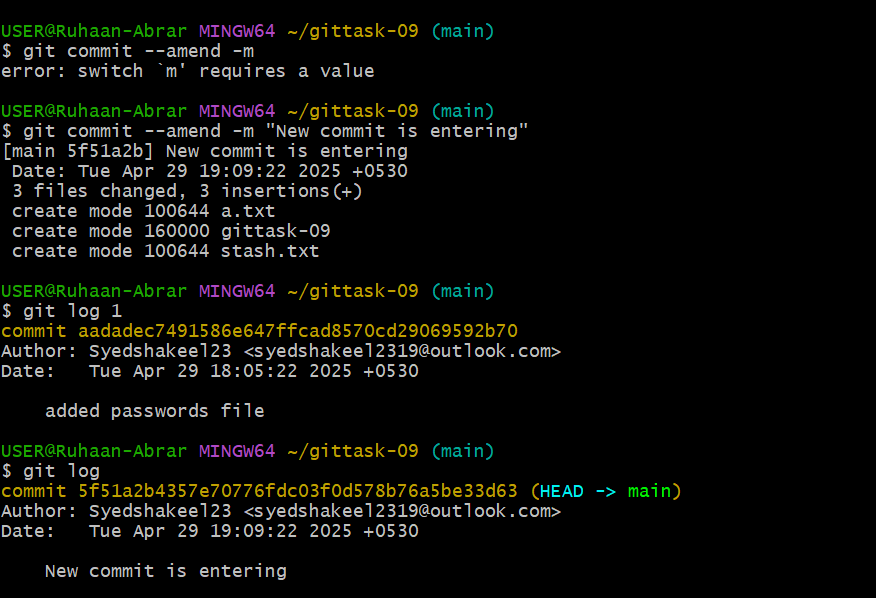 USER@Ruhaan-Abrar MINGW64 ~/gittask-09 (main)
$ git commit --amend -m
error: switch `m' requires a value
USER@Ruhaan-Abrar MINGW64 ~/gittask-09 (main)
$ git commit --amend -m "New commit is entering"
[main 5f51a2b] New commit is entering
Date: Tue Apr 29 19:09:22 2025 +0530
3 files changed, 3 insertions(+)
create mode 100644 a.txt
create mode 160000 gittask-09
create mode 100644 stash.txt
USER@Ruhaan-Abrar MINGW64 ~/gittask-09 (main)
$ git log 1
commit aadadec7491586e647ffcad8570cd29069592b70
Author: Syedshakeel23 <syedshakeel2319@outlook.com>
Date:   Tue Apr 29 18:05:22 2025 +0530
added passwords file
USER@Ruhaan-Abrar MINGW64 ~/gittask-09 (main)
$ git log
commit 5f51a2b4357e70776fdc03f0d578b76a5be33d63 (HEAD -> main)
Author: Syedshakeel23 <syedshakeel2319@outlook.com>
Date:   Tue Apr 29 19:09:22 2025 +0530
New commit is entering